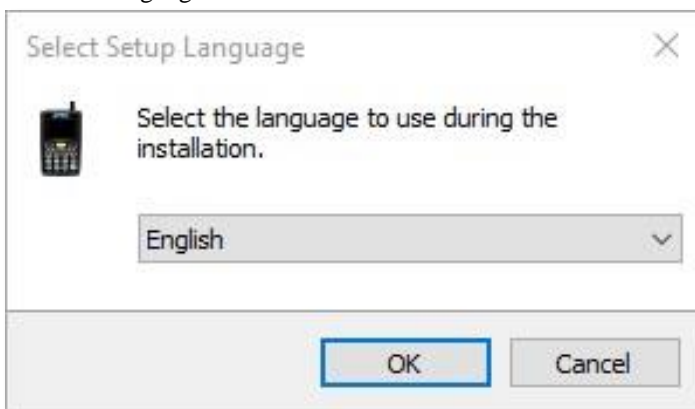 Select Setup Language
Select the language to use during the
installation.
English
OK
Cancel